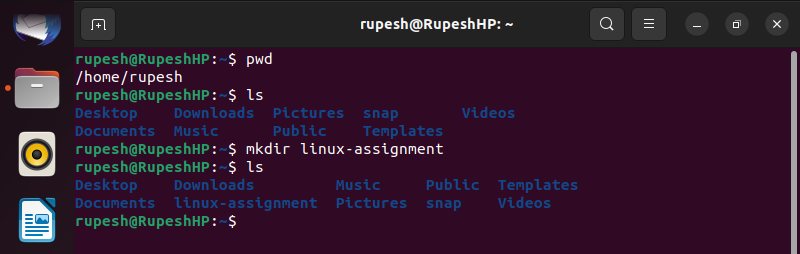 rupesh@RupeshHP: ~
rupesh@RupeshHP:~$ pwd
/home/rupesh
rupesh@RupeshHP:~$ ls
Desktop    Downloads  Pictures  snap       Videos
Documents  Music      Public    Templates
rupesh@RupeshHP:~$ mkdir linux-assignment
rupesh@RupeshHP:~$ ls
Desktop    Downloads         Music     Public  Templates
Documents  linux-assignment  Pictures  snap    Videos
rupesh@RupeshHP:~$